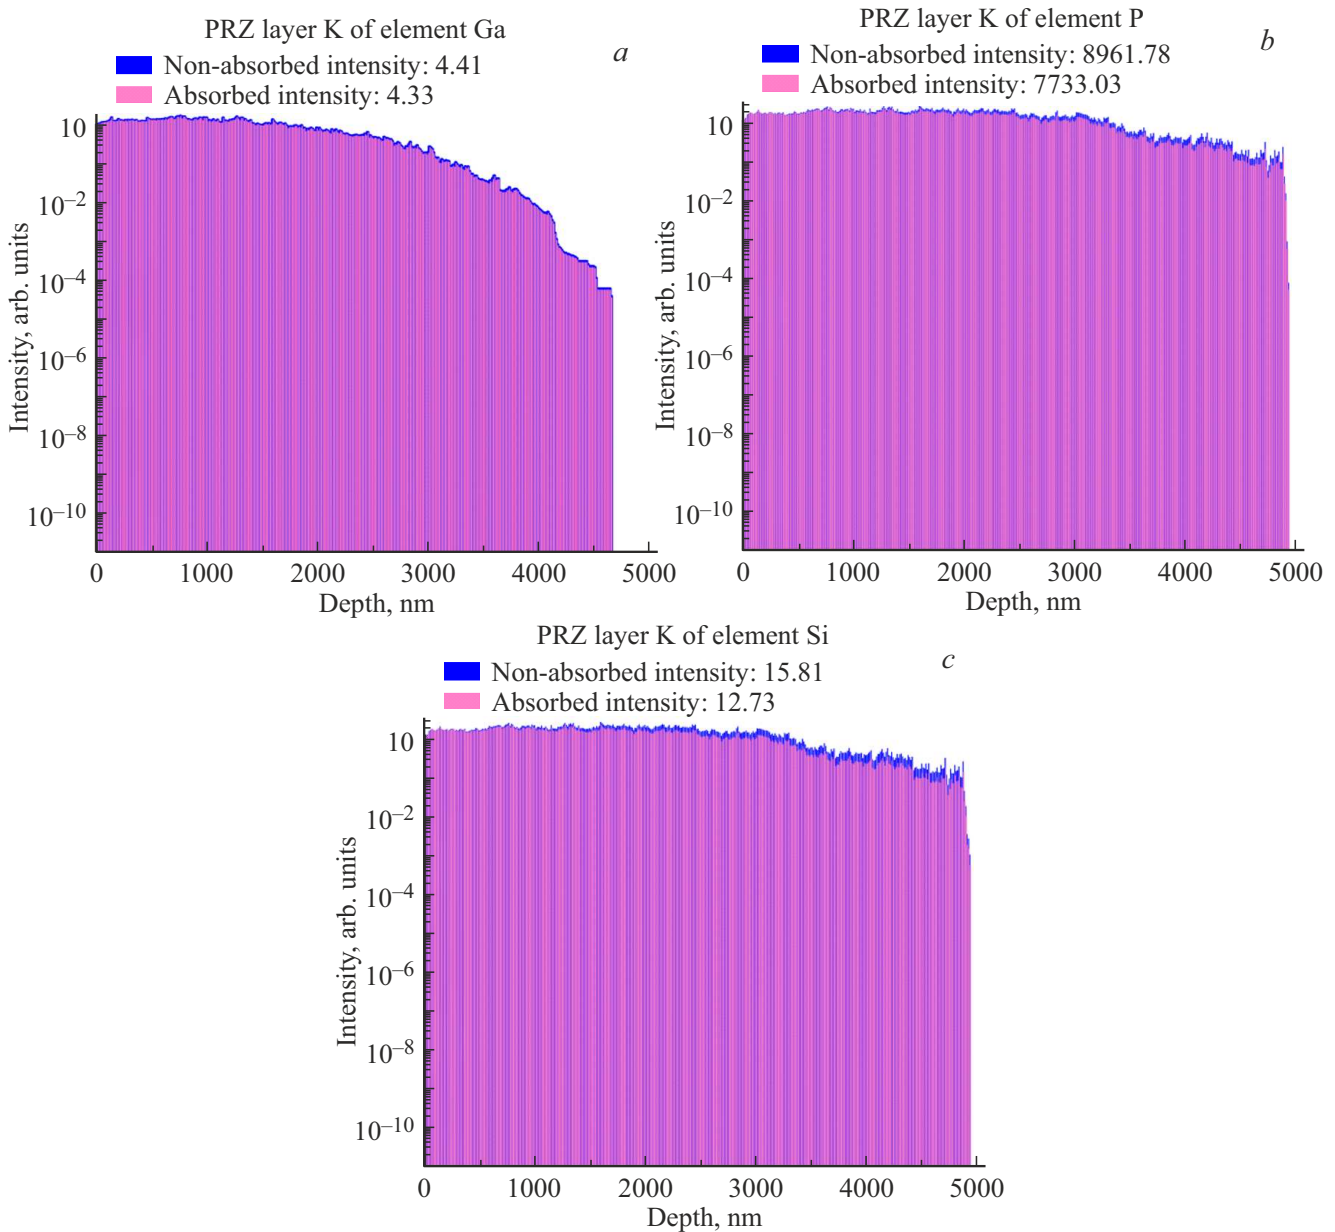 PRZ layer K of element Ga
a
Non-absorbed intensity: 4.41
Absorbed intensity: 4.33
10
10–2
10–4
10–6
10–8
10–10
Intensity, arb. units
0 1000 2000 3000 4000 5000
Depth, nm
PRZ layer K of element P
b
Non-absorbed intensity: 8961.78
Absorbed intensity: 7733.03
10
10–2
10–4
10–6
10–8
10–10
Intensity, arb. units
0 1000 2000 3000 4000 5000
Depth, nm
PRZ layer K of element Si
c
Non-absorbed intensity: 15.81
Absorbed intensity: 12.73
10
10–2
10–4
10–6
10–8
10–10
Intensity, arb. units
0 1000 2000 3000 4000 5000
Depth, nm